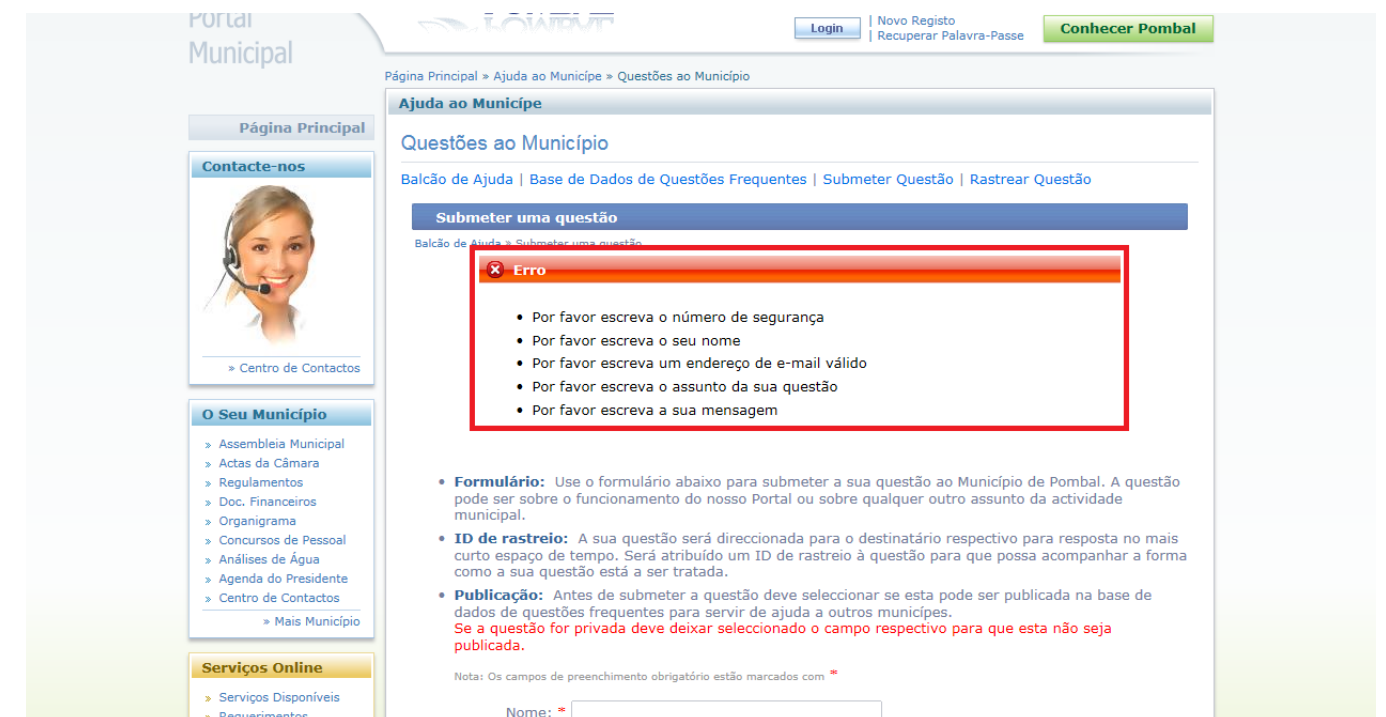 Portal
Municipal
Login
| Novo Registo
| Recuperar Palavra-Passe
Conhecer Pombal
Página Principal » Ajuda ao Munícipe » Questões ao Município
Ajuda ao Munícipe
Página Principal
Questões ao Município
Contacte-nos
Balcão de Ajuda | Base de Dados de Questões Frequentes | Submeter Questão | Rastrear Questão
Submeter uma questão
Balcão de Ajuda » Submeter uma questão
Erro
• Por favor escreva o número de segurança
• Por favor escreva o seu nome
• Por favor escreva um endereço de e-mail válido
• Por favor escreva o assunto da sua questão
• Por favor escreva a sua mensagem
» Centro de Contactos
O Seu Município
» Assembleia Municipal
» Actas da Câmara
» Regulamentos
» Doc. Financeiros
» Organigrama
» Concursos de Pessoal
» Análises de Água
» Agenda do Presidente
» Centro de Contactos
» Mais Município
• Formulário: Use o formulário abaixo para submeter a sua questão ao Município de Pombal. A questão
pode ser sobre o funcionamento do nosso Portal ou sobre qualquer outro assunto da actividade
municipal.
• ID de rastreio: A sua questão será direccionada para o destinatário respectivo para resposta no mais
curto espaço de tempo. Será atribuído um ID de rastreio à questão para que possa acompanhar a forma
como a sua questão está a ser tratada.
• Publicação: Antes de submeter a questão deve seleccionar se esta pode ser publicada na base de
dados de questões frequentes para servir de ajuda a outros munícipes.
Se a questão for privada deve deixar seleccionado o campo respectivo para que esta não seja
publicada.
Nota: Os campos de preenchimento obrigatório estão marcados com *
Nome: *
Serviços Online
» Serviços Disponíveis
» Requerimentos